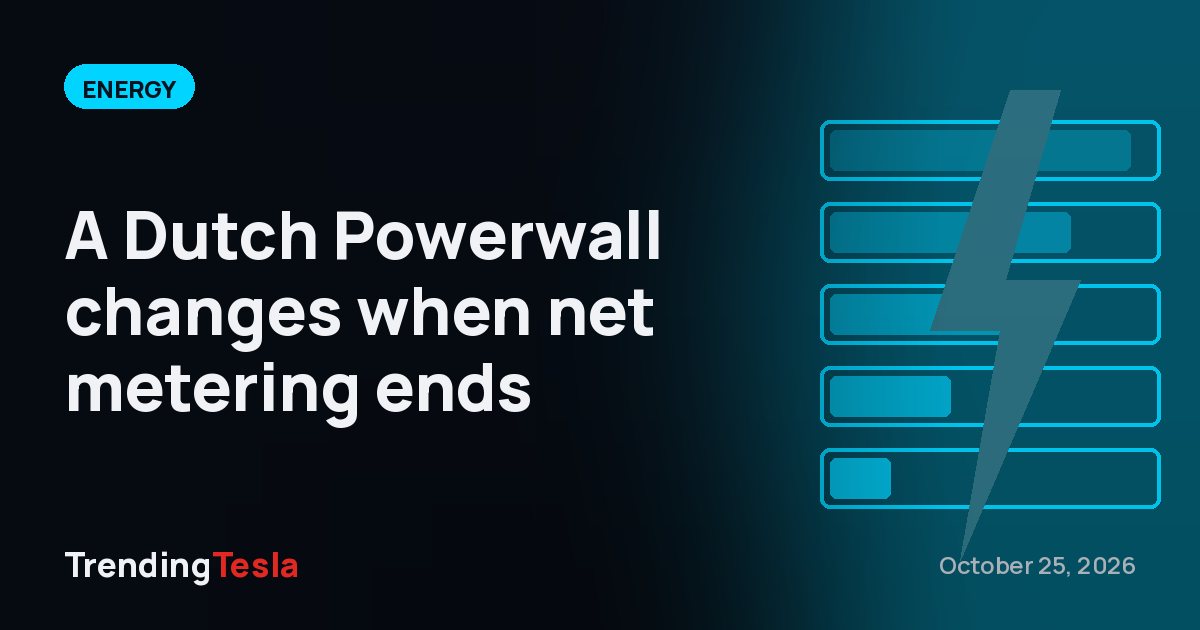 ENERGY
A Dutch Powerwall
changes when net
metering ends
TrendingTesla
October 25, 2026